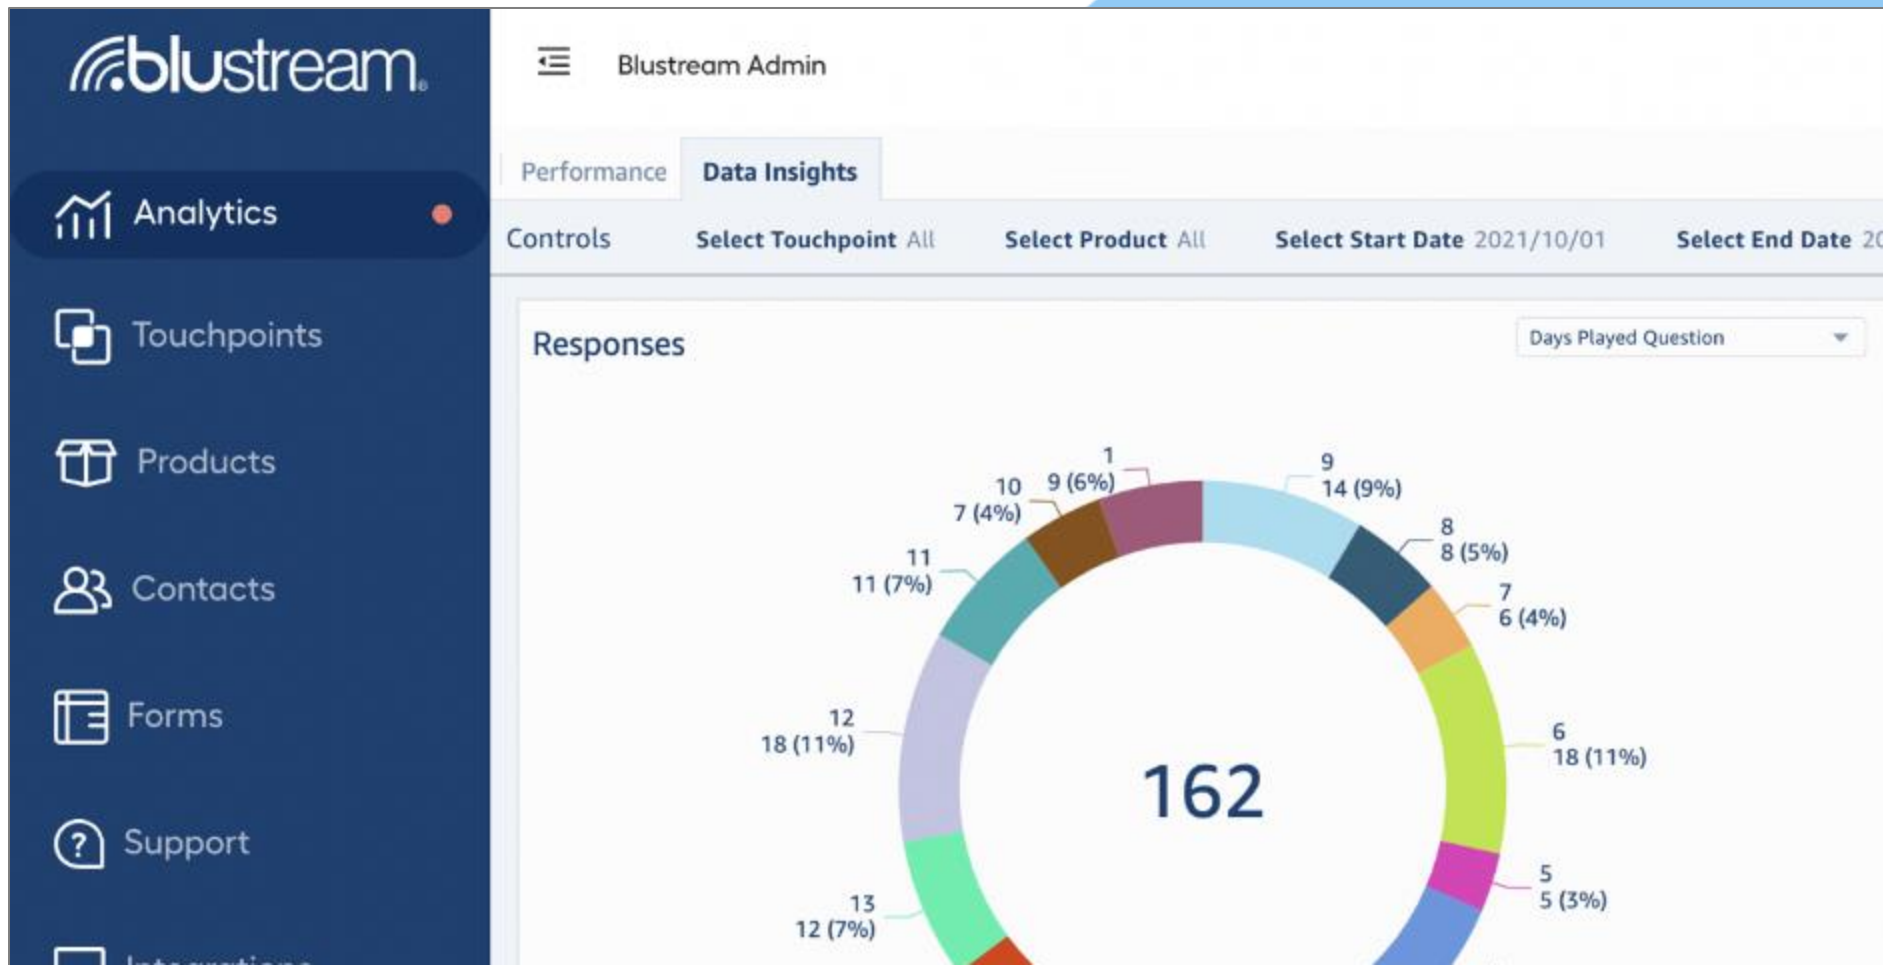 blustream®
Blustream Admin
Performance Data Insights
Controls Select Touchpoint All Select Product All Select Start Date 2021/10/01 Select End Date 20
Analytics
Touchpoints
Products
Contacts
Forms
Support
Integrations
Responses
Days Played Question
1
9 (6%)
9
14 (9%)
10
7 (4%)
8
8 (5%)
11
11 (7%)
7
6 (4%)
12
18 (11%)
6
18 (11%)
162
5
5 (3%)
13
12 (7%)